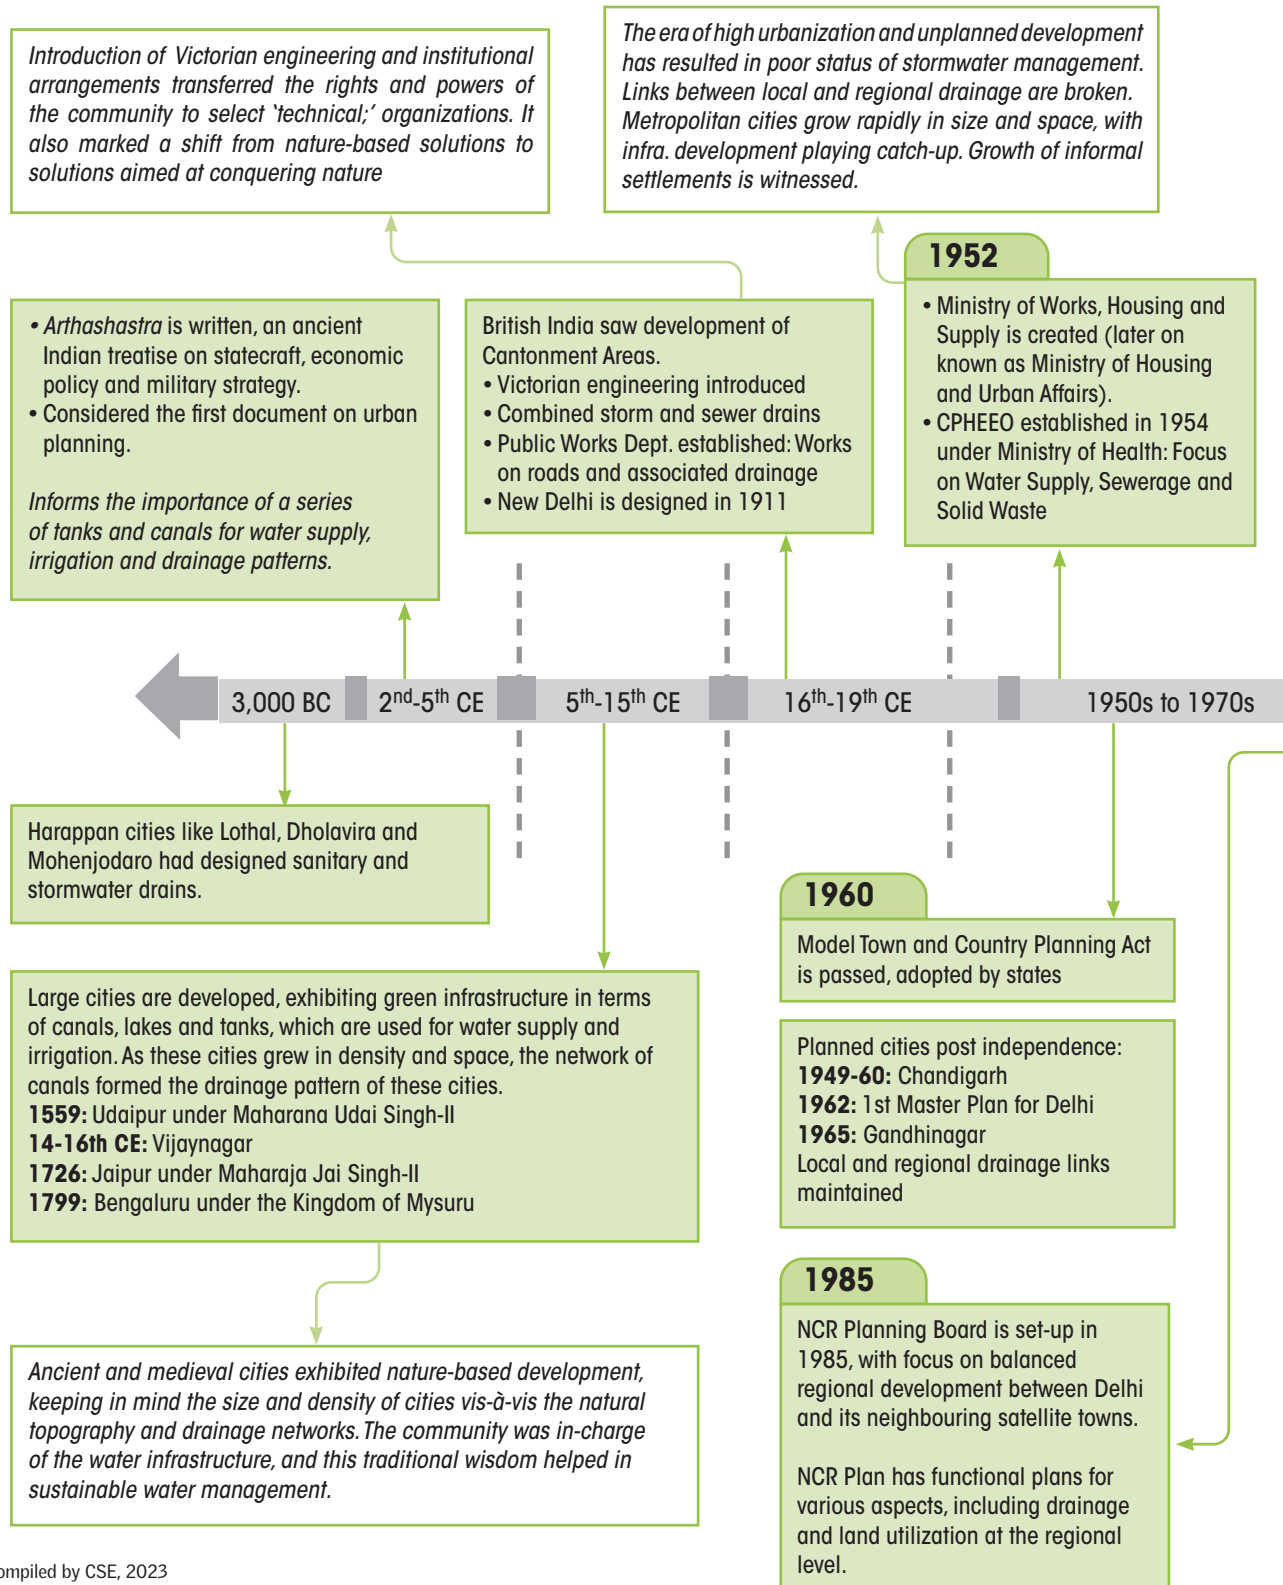 Introduction of Victorian engineering and institutional
arrangements transferred the rights and powers of
the community to select ‘technical;’ organizations. It
also marked a shift from nature-based solutions to
solutions aimed at conquering nature
The era of high urbanization and unplanned development
has resulted in poor status of stormwater management.
Links between local and regional drainage are broken.
Metropolitan cities grow rapidly in size and space, with
infra. development playing catch-up. Growth of informal
settlements is witnessed.
• Arthashastra is written, an ancient
Indian treatise on statecraft, economic
policy and military strategy.
• Considered the first document on urban
planning.
Informs the importance of a series
of tanks and canals for water supply,
irrigation and drainage patterns.
British India saw development of
Cantonment Areas.
• Victorian engineering introduced
• Combined storm and sewer drains
• Public Works Dept. established: Works
on roads and associated drainage
• New Delhi is designed in 1911
1952
• Ministry of Works, Housing and
Supply is created (later on
known as Ministry of Housing
and Urban Affairs).
• CPHEEO established in 1954
under Ministry of Health: Focus
on Water Supply, Sewerage and
Solid Waste
3,000 BC
2nd-5th CE
5th-15th CE
16th-19th CE
1950s to 1970s
Harappan cities like Lothal, Dholavira and
Mohenjodaro had designed sanitary and
stormwater drains.
Large cities are developed, exhibiting green infrastructure in terms
of canals, lakes and tanks, which are used for water supply and
irrigation. As these cities grew in density and space, the network of
canals formed the drainage pattern of these cities.
1559: Udaipur under Maharana Udai Singh-II
14-16th CE: Vijaynagar
1726: Jaipur under Maharaja Jai Singh-II
1799: Bengaluru under the Kingdom of Mysuru
Ancient and medieval cities exhibited nature-based development,
keeping in mind the size and density of cities vis-à-vis the natural
topography and drainage networks. The community was in-charge
of the water infrastructure, and this traditional wisdom helped in
sustainable water management.
1960
Model Town and Country Planning Act
is passed, adopted by states
Planned cities post independence:
1949-60: Chandigarh
1962: 1st Master Plan for Delhi
1965: Gandhinagar
Local and regional drainage links
maintained
1985
NCR Planning Board is set-up in
1985, with focus on balanced
regional development between Delhi
and its neighbouring satellite towns.
NCR Plan has functional plans for
various aspects, including drainage
and land utilization at the regional
level.
ompiled by CSE, 2023